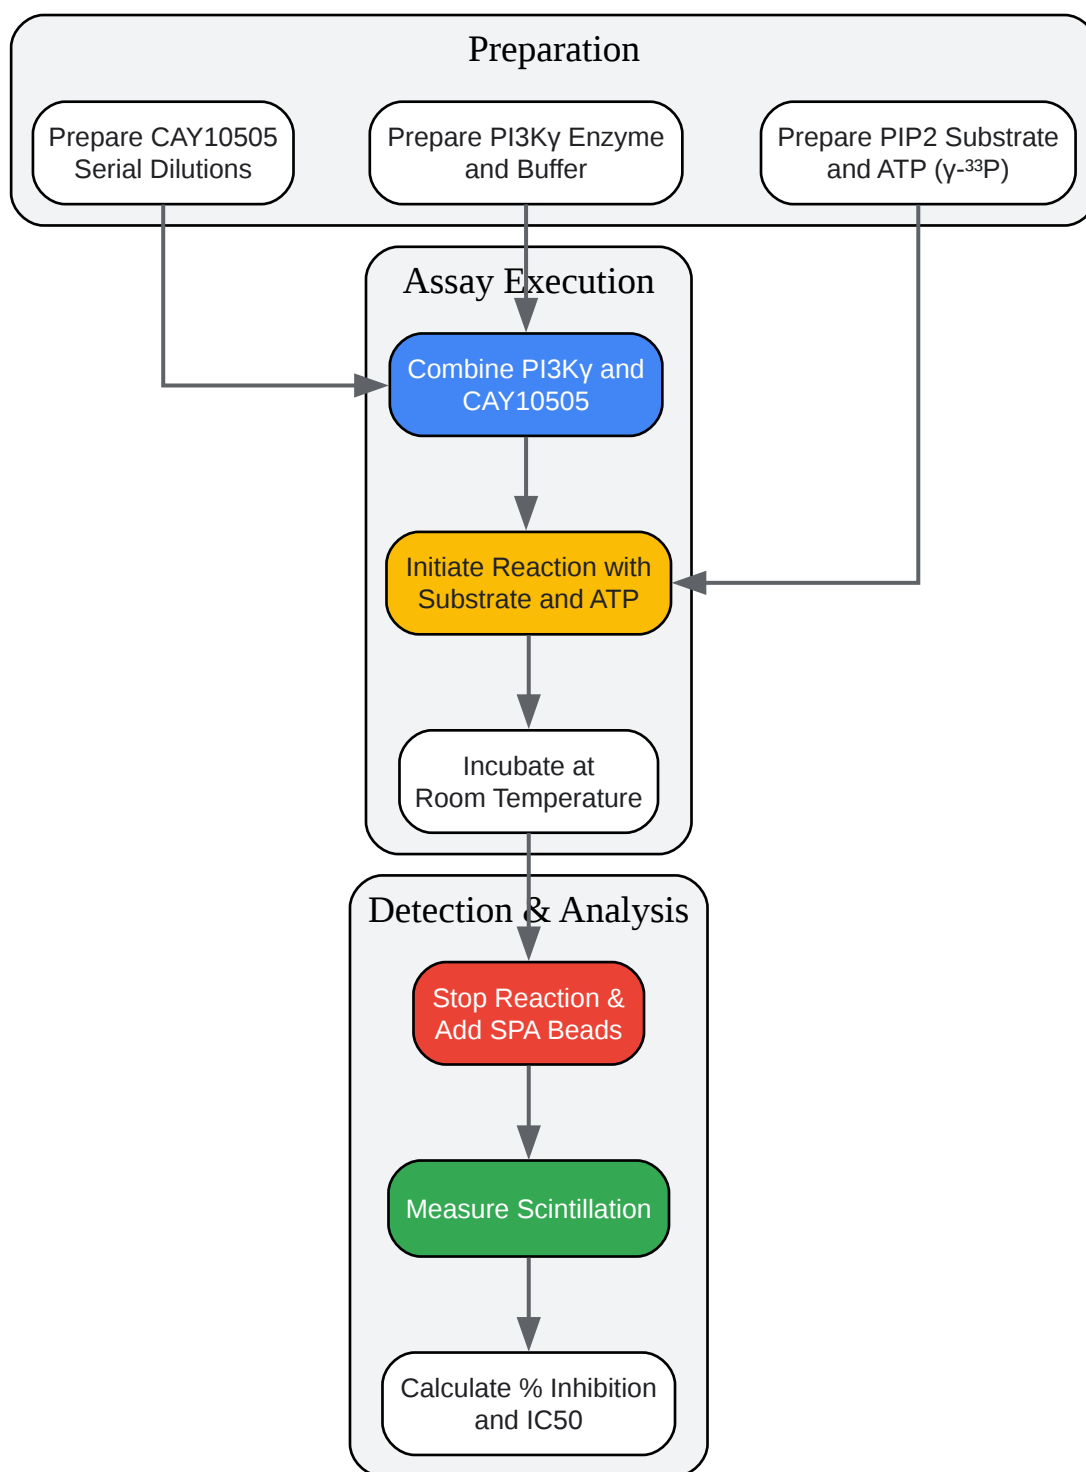 Preparation
Prepare CAY10505
Serial Dilutions
Prepare PI3Kγ Enzyme
and Buffer
Prepare PIP2 Substrate
and ATP (γ-³³P)
Assay Execution
Combine PI3Kγ and
CAY10505
Initiate Reaction with
Substrate and ATP
Incubate at
Room Temperature
Detection & Analysis
Stop Reaction &
Add SPA Beads
Measure Scintillation
Calculate % Inhibition
and IC50